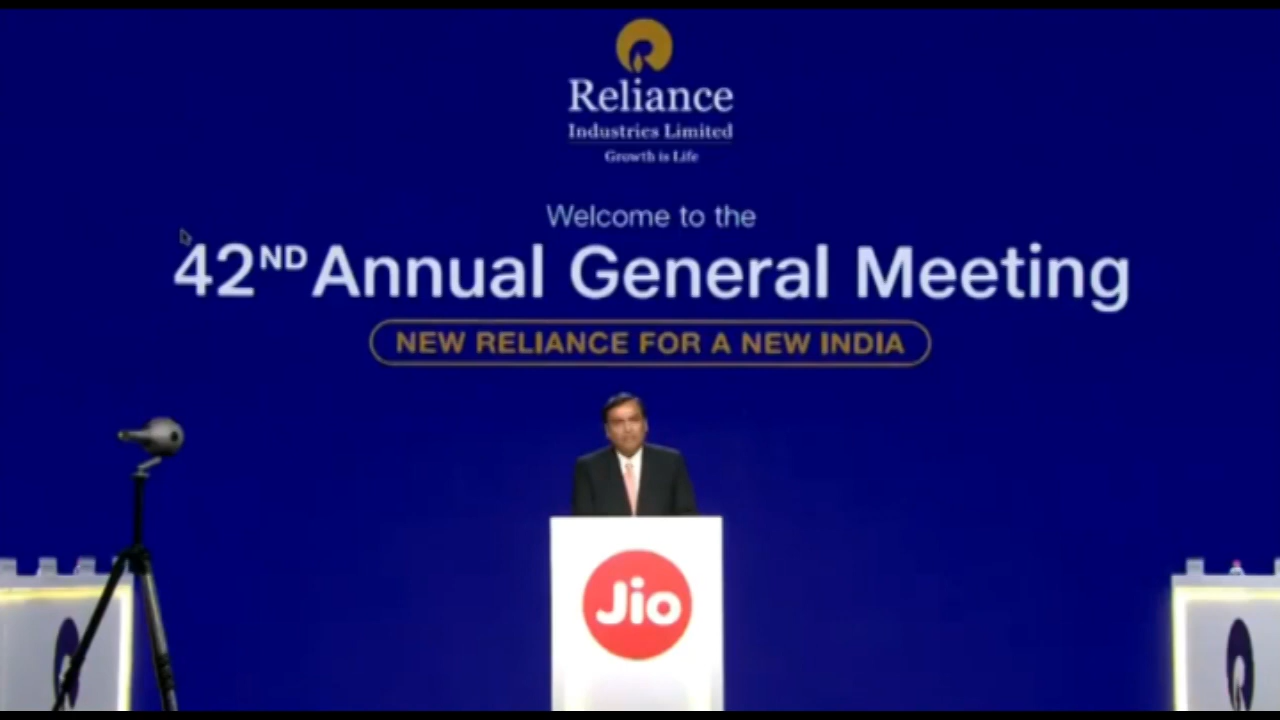 Reliance
Industries Limited
Growth is Life
Welcome to the
42ND Annual General Meeting
NEW RELIANCE FOR A NEW INDIA
Jio